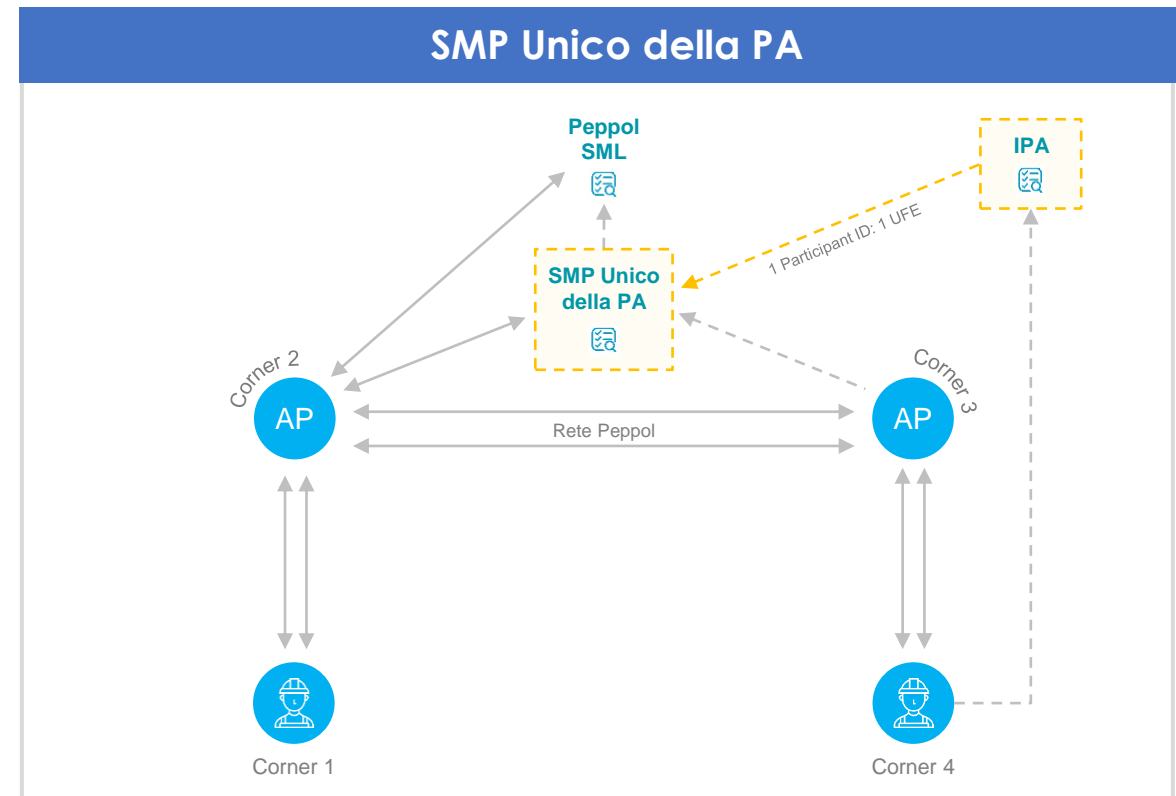 SMP Unico della PA
Peppol
SML
IPA
1 Participant ID: 1 UFE
SMP Unico
della PA
Corner 2
Corner 3
AP
AP
Rete Peppol
Corner 1
Corner 4